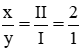 x/y = II/I = 2/1